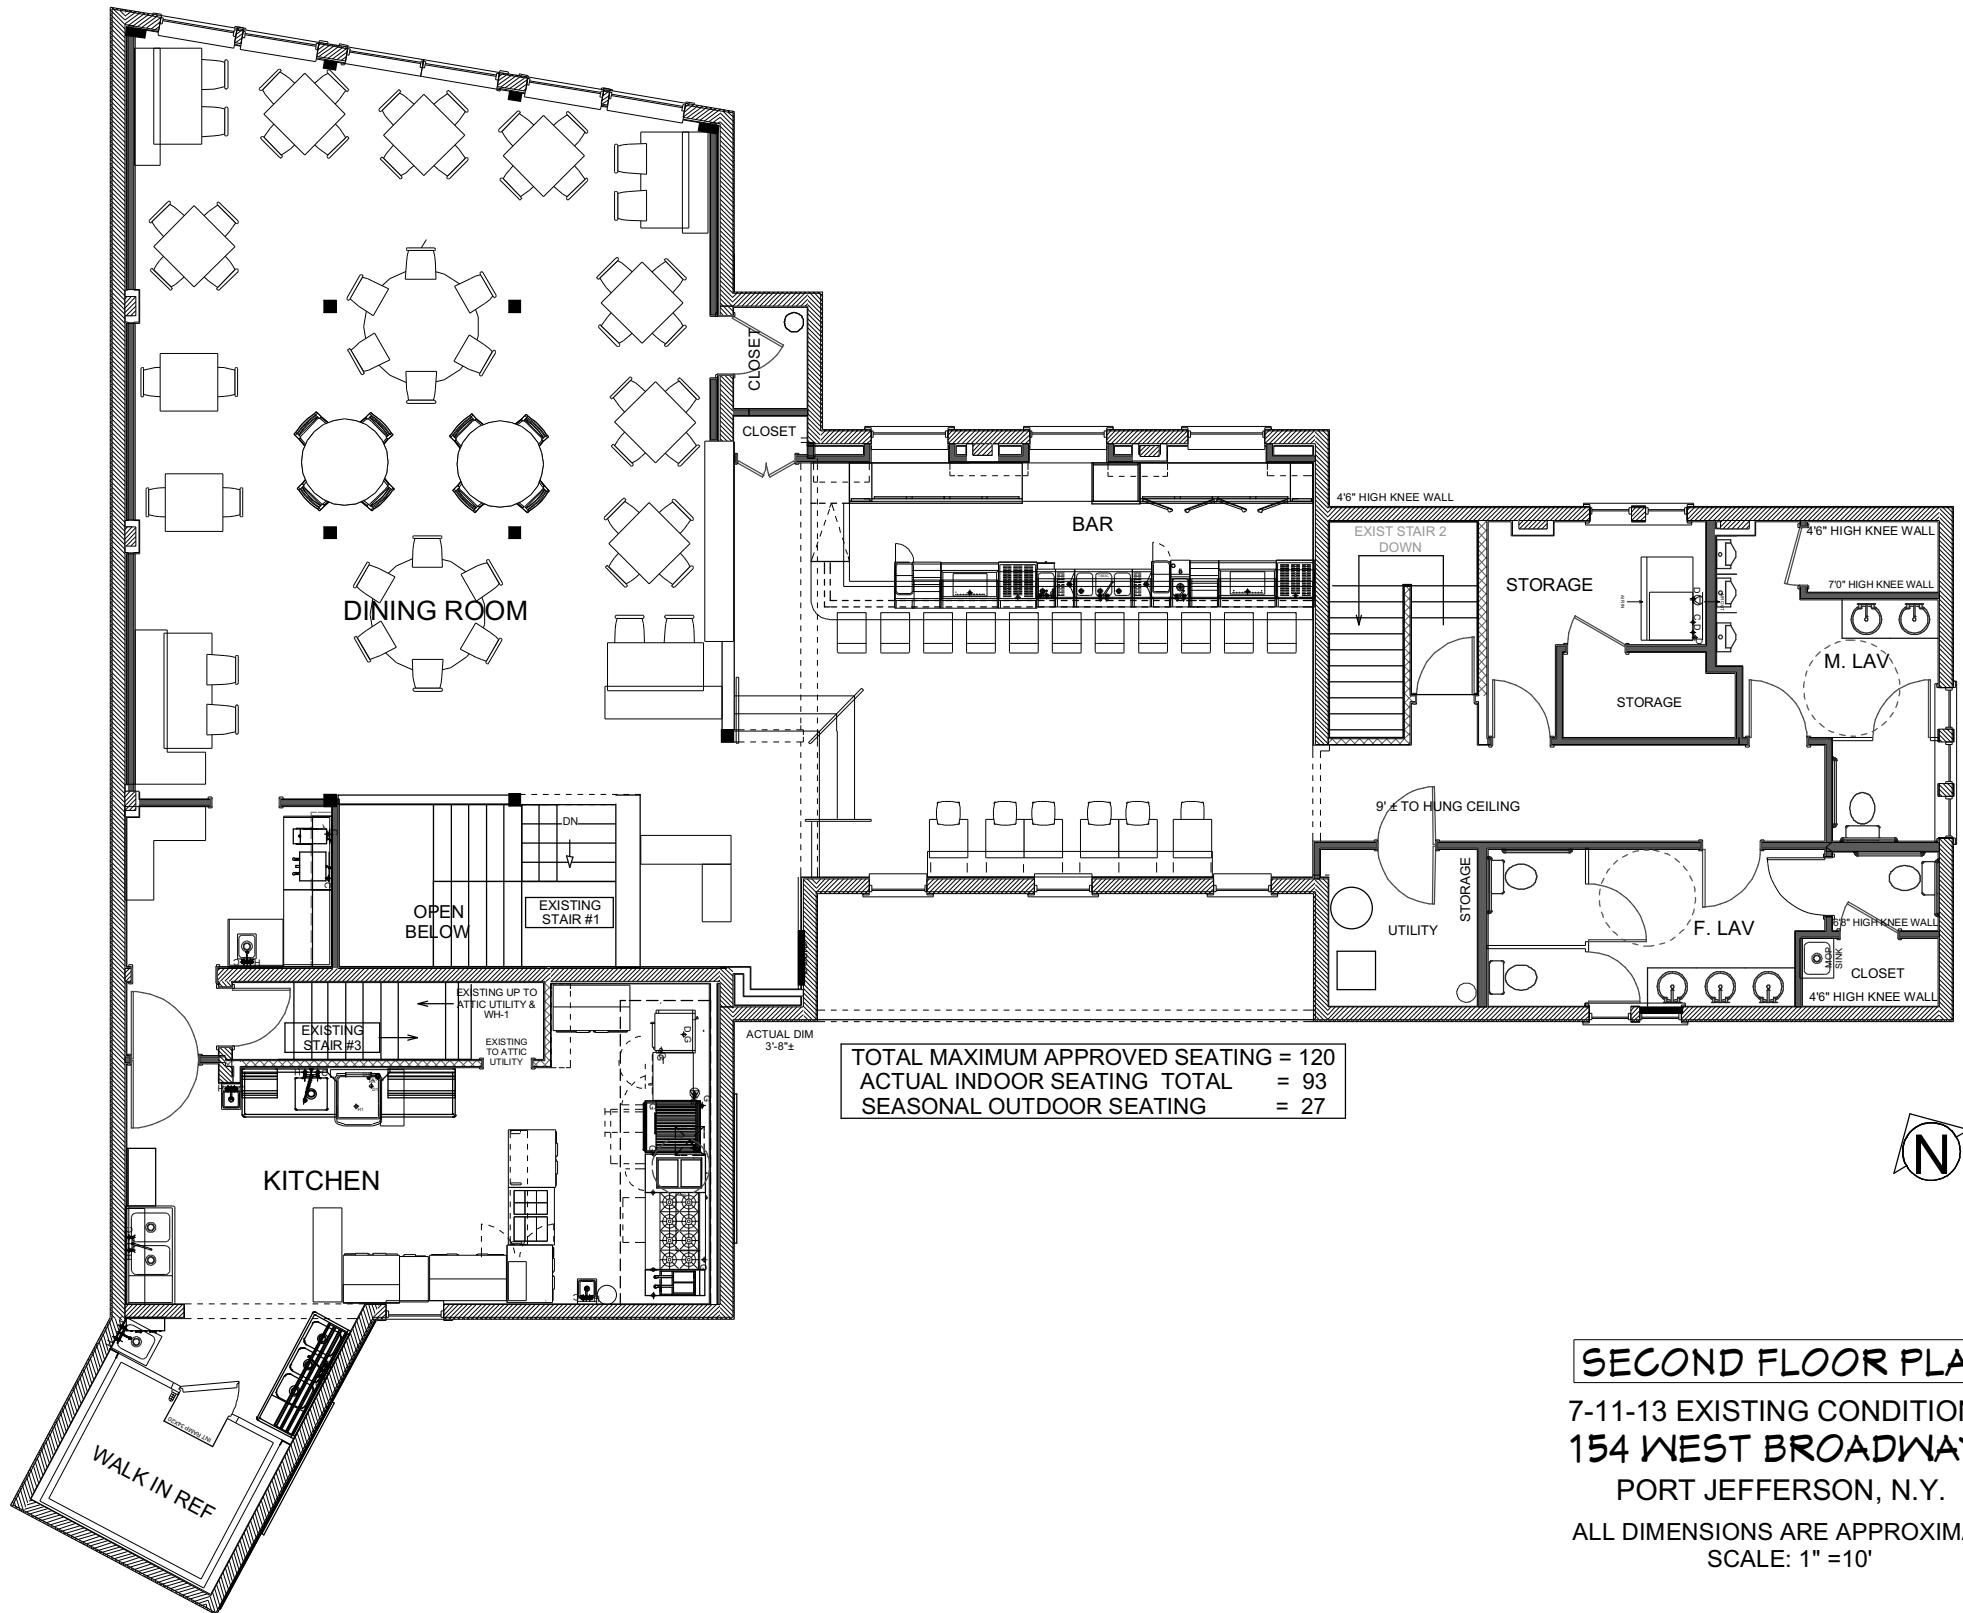 CLOSET
CLOSET
BAR
4'6" HIGH KNEE WALL
EXIST STAIR 2
DOWN
STORAGE
4'6" HIGH KNEE WALL
7'0" HIGH KNEE WALL
DINING ROOM
M. LAV
STORAGE
9' ± TO HUNG CEILING
DN
OPEN
BELOW
EXISTING
STAIR #1
STORAGE
UTILITY
F. LAV
6'8" HIGH KNEE WALL
MOP
SINK
CLOSET
4'6" HIGH KNEE WALL
EXISTING UP TO
ATTIC UTILITY &
WH-1
EXISTING
STAIR #3
EXISTING
TO ATTIC
UTILITY
ACTUAL DIM
3'-8"±
TOTAL MAXIMUM APPROVED SEATING = 120
ACTUAL INDOOR SEATING TOTAL = 93
SEASONAL OUTDOOR SEATING = 27
N
KITCHEN
WALK IN REF
SECOND FLOOR PLA
7-11-13 EXISTING CONDITION
154 WEST BROADWAY
PORT JEFFERSON, N.Y.
ALL DIMENSIONS ARE APPROXIMA
SCALE: 1" =10'